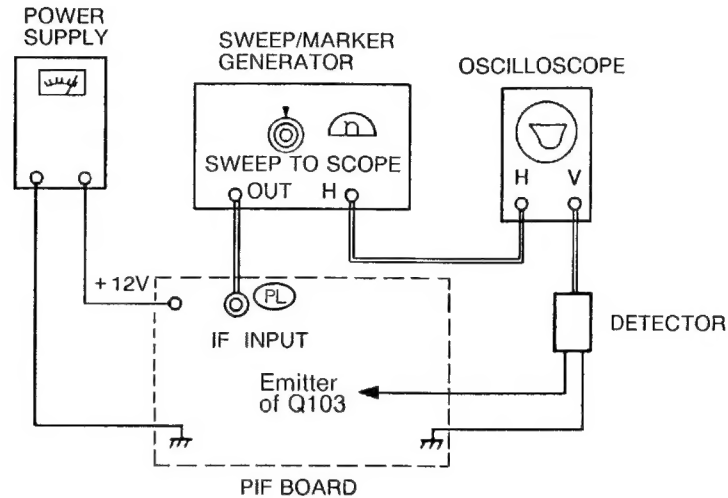 POWER
SUPPLY
SWEEP/MARKER
GENERATOR
OSCILLOSCOPE
n
SWEEP TO SCOPE
OUT H
H V
+12V
PL
IF INPUT
DETECTOR
Emitter
of Q103
PIF BOARD